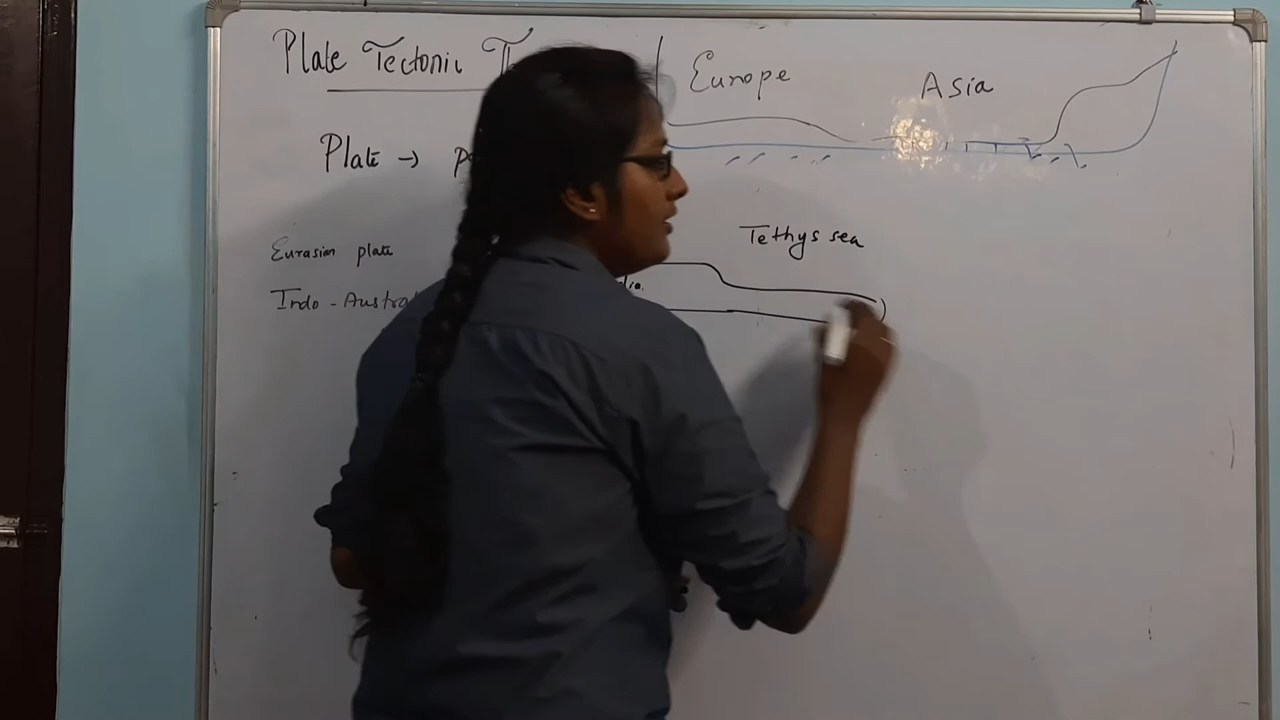 Plate Tectonic
Europe
Asia
Plate →
Tethys sea
Eurasian plate
Indo-Austra